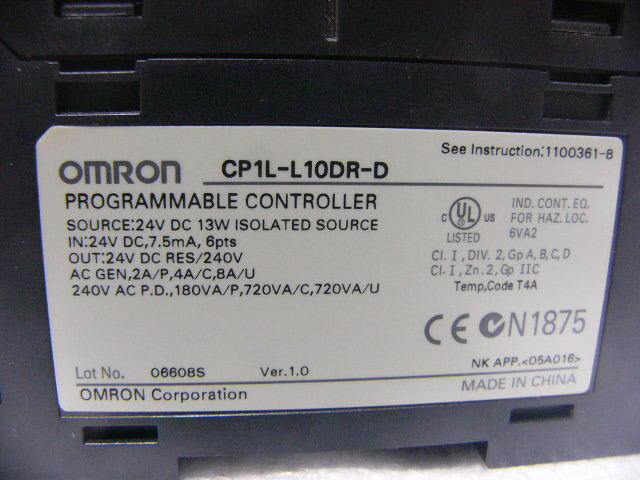 See Instruction:1100361-8
OMRON CP1L-L10DR-D
PROGRAMMABLE CONTROLLER
SOURCE:24V DC 13W ISOLATED SOURCE
IN:24V DC,7.5mA, 6pts
OUT:24V DC RES/240V
AC GEN,2A/P,4A/C,8A/U
240V AC P.D.,180VA/P,720VA/C,720VA/U
C UL US
LISTED
IND. CONT. EQ.
FOR HAZ. LOC.
6VA2
Cl. I , DIV. 2, Gp A, B, C, D
Cl. I , Zn. 2, Gp IIC
Temp,Code T4A
CE N1875
NK APP.<05A016>
Lot No. 06608S Ver.1.0
MADE IN CHINA
OMRON Corporation